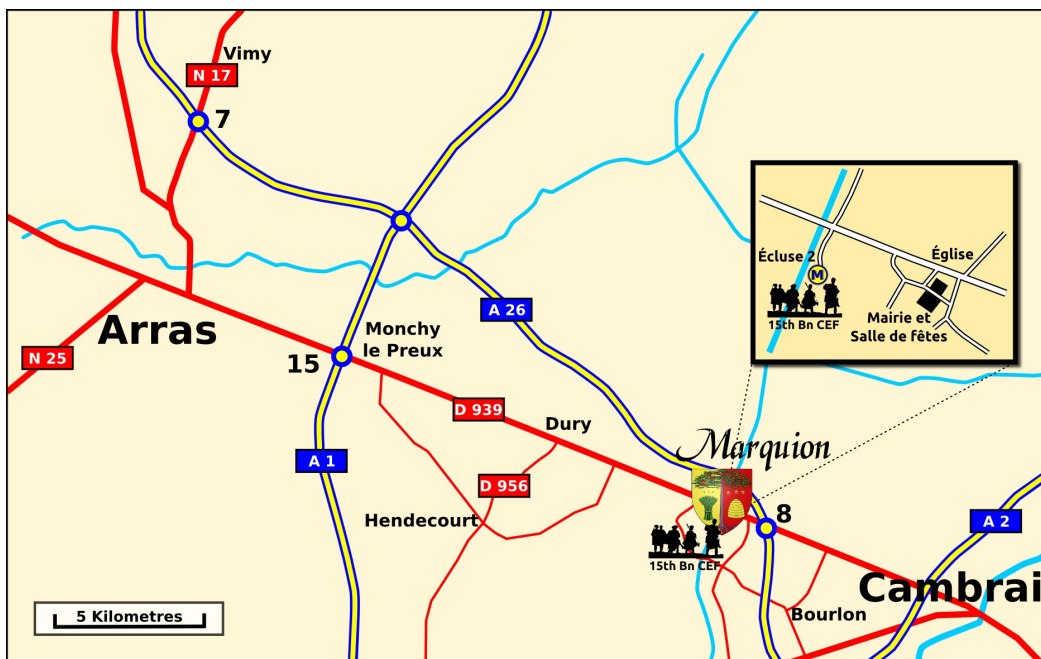 Vimy
N 17
7
Écluse 2
M
Église
15th Bn CEF
Mairie et
Salle de fêtes
A 26
Arras
Monchy
le Preux
15
N 25
D 939
Dury
Marquion
A 1
D 956
Hendecourt
8
A 2
15th Bn CEF
Cambrai
Bourlon
5 Kilometres